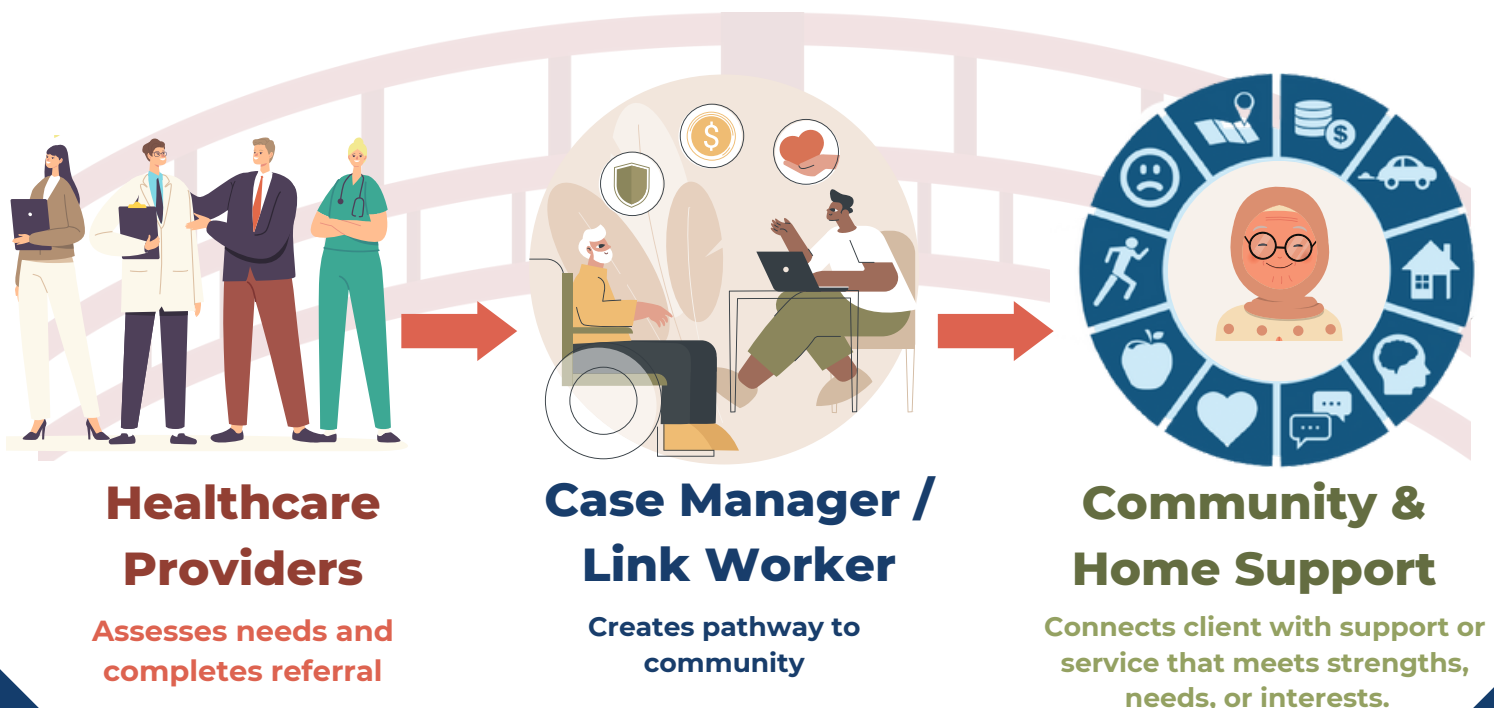 Healthcare
Providers
Assesses needs and
completes referral
Case Manager /
Link Worker
Creates pathway to
community
Community &
Home Support
Connects client with support or
service that meets strengths,
needs, or interests.
$
$